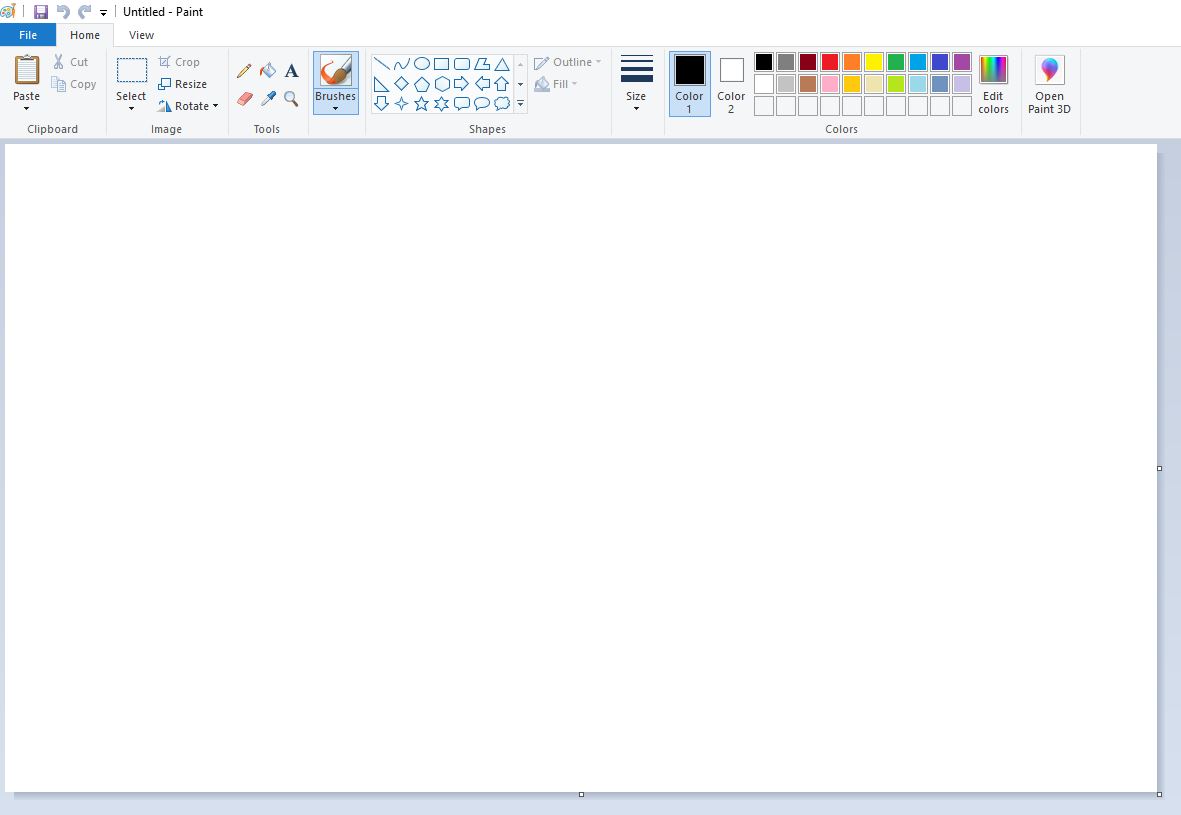 Untitled - Paint
File Home View
Paste
Cut
Copy
Clipboard
Select
Crop
Resize
Rotate
Image
A
Tools
Brushes
Shapes
Outline
Fill
Size
Color
1
Color
2
Edit
colors
Colors
Open
Paint 3D